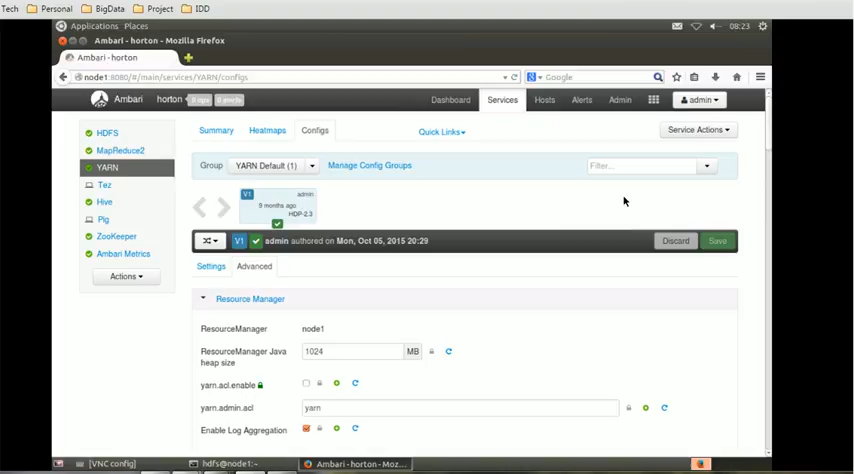 Tech Personal BigData Project IDD
Applications Places 08:23
Ambari - horton - Mozilla Firefox
Ambari - horton
node1:8080/#/main/services/YARN/configs Google
Ambari horton 0 ops 0 alerts Dashboard Services Hosts Alerts Admin admin
HDFS
MapReduce2
YARN
Tez
Hive
Pig
ZooKeeper
Ambari Metrics
Actions
Summary Heatmaps Configs Quick Links Service Actions
Group YARN Default (1) Manage Config Groups Filter...
V1 admin
9 months ago
HDP-2.3
V1 admin authored on Mon, Oct 05, 2015 20:29 Discard Save
Settings Advanced
Resource Manager
ResourceManager node1
ResourceManager Java heap size 1024 MB
yarn.acl.enable
yarn.admin.acl yarn
Enable Log Aggregation
[VNC config] hdfs@node1:~ Ambari - horton - Moz...